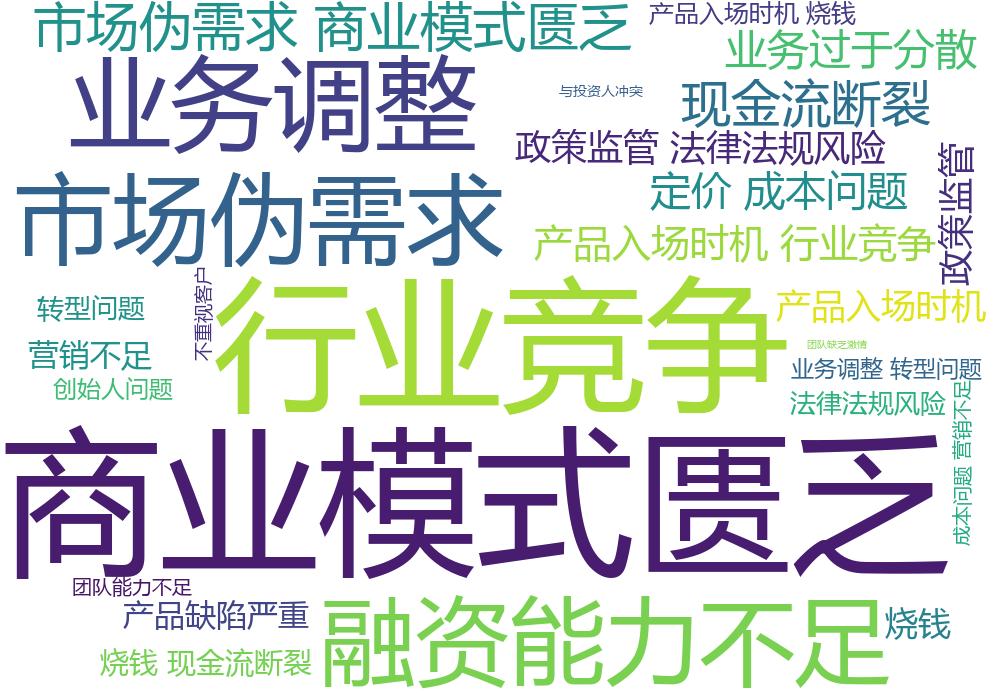 市场伪需求 商业模式匮乏
产品入场时机 烧钱
业务过于分散
业务调整
与投资人冲突
现金流断裂
政策监管 法律法规风险
政策监管
市场伪需求
定价 成本问题
产品入场时机 行业竞争
不重视客户
行业竞争
转型问题
产品入场时机
营销不足
团队缺乏激情
业务调整 转型问题
创始人问题
法律法规风险
成本问题 营销不足
商业模式匮乏
团队能力不足
产品缺陷严重
融资能力不足
烧钱
烧钱 现金流断裂